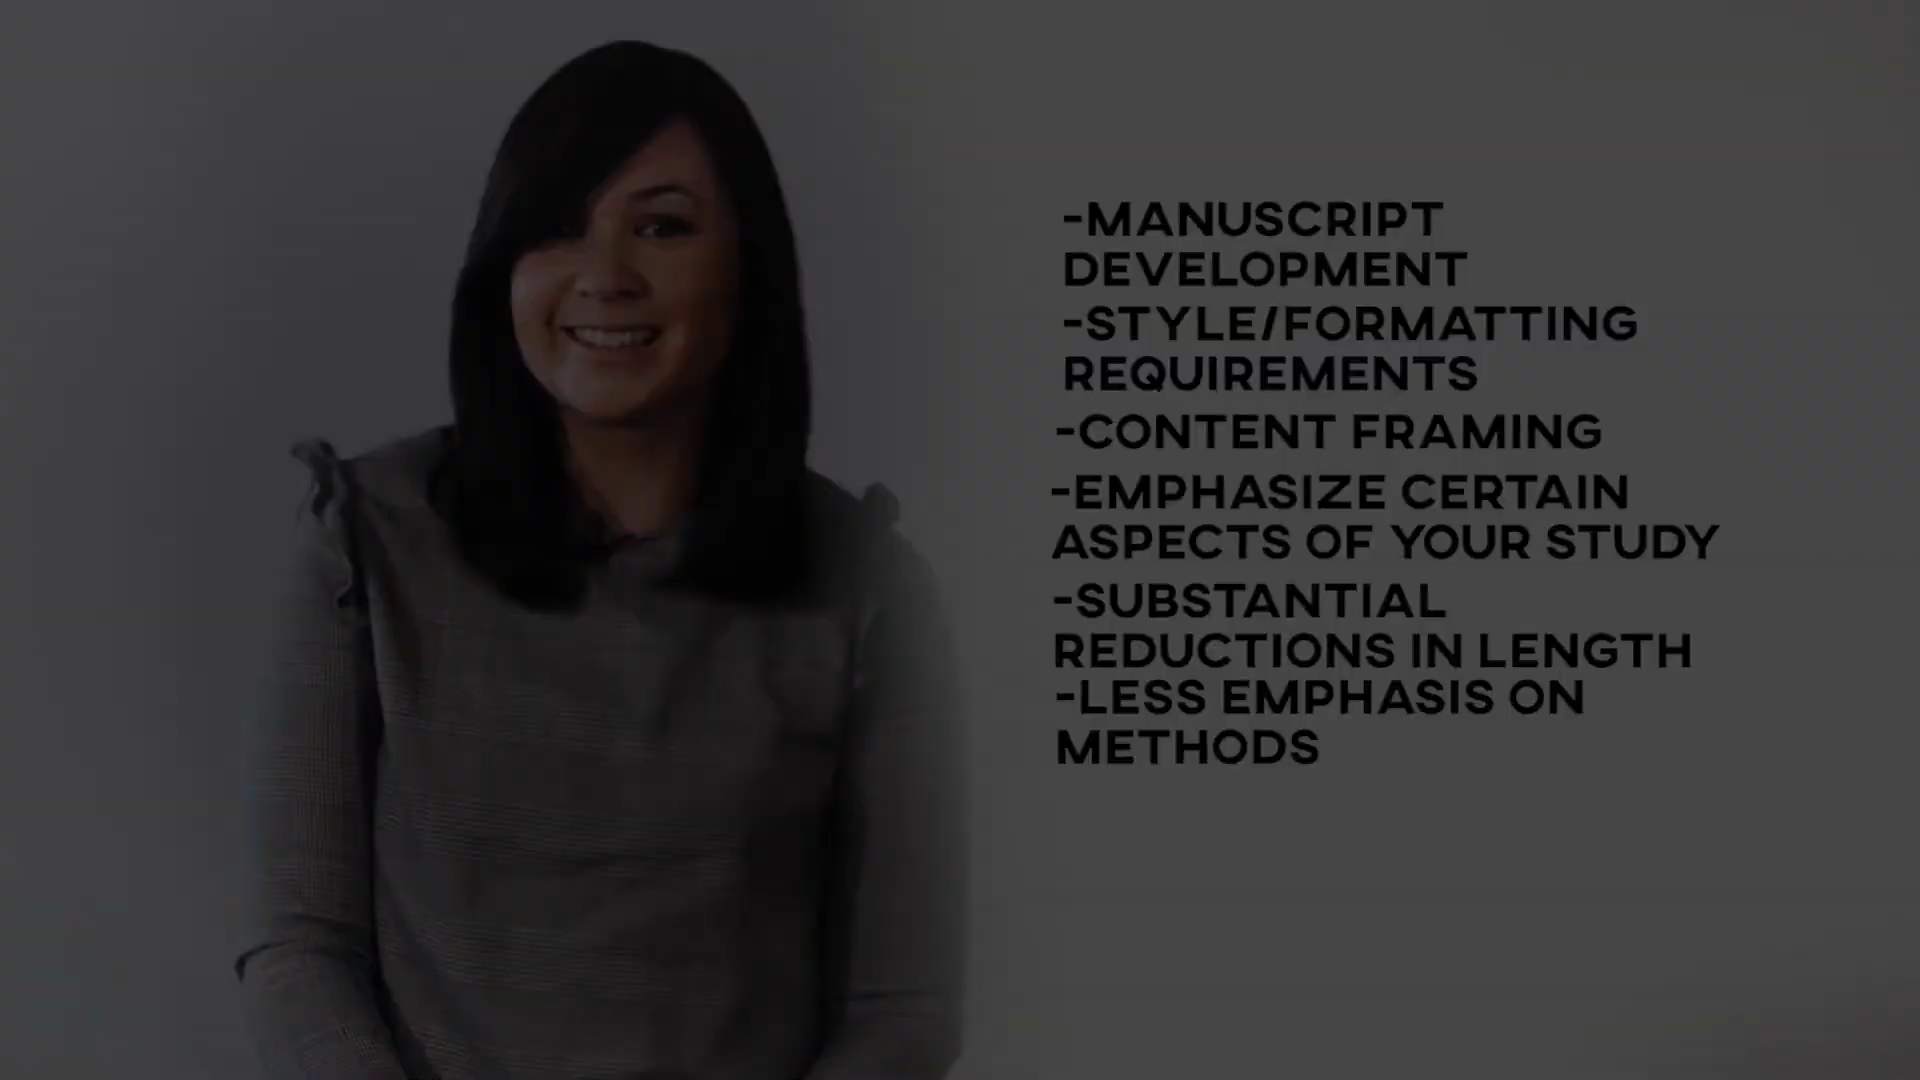 -MANUSCRIPT
DEVELOPMENT
-STYLE/FORMATTING
REQUIREMENTS
-CONTENT FRAMING
-EMPHASIZE CERTAIN
ASPECTS OF YOUR STUDY
-SUBSTANTIAL
REDUCTIONS IN LENGTH
-LESS EMPHASIS ON
METHODS